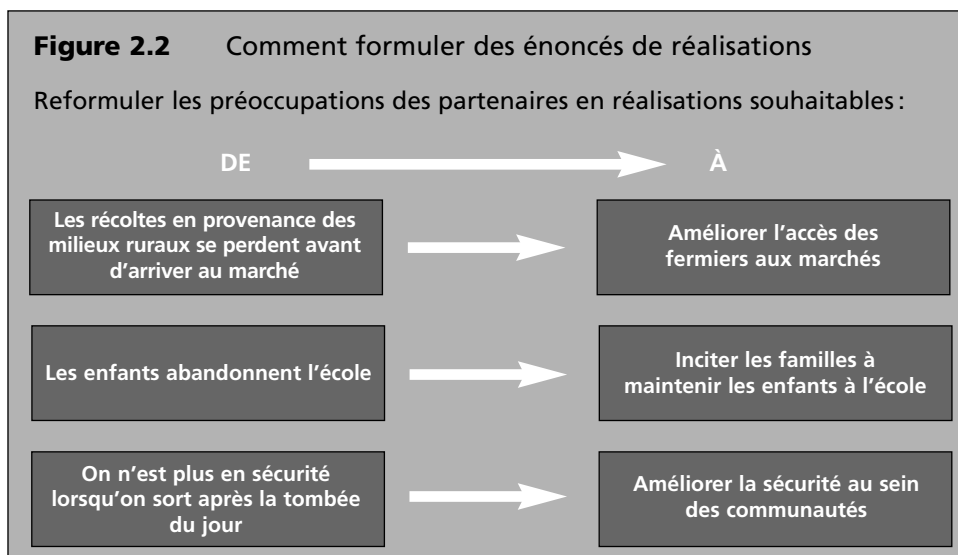 Figure 2.2 Comment formuler des énoncés de réalisations
Reformuler les préoccupations des partenaires en réalisations souhaitables :
DE À
Les récoltes en provenance des
milieux ruraux se perdent avant
d'arriver au marché
Améliorer l'accès des
fermiers aux marchés
Les enfants abandonnent l'école
Inciter les familles à
maintenir les enfants à l'école
On n'est plus en sécurité
lorsqu'on sort après la tombée
du jour
Améliorer la sécurité au sein
des communautés